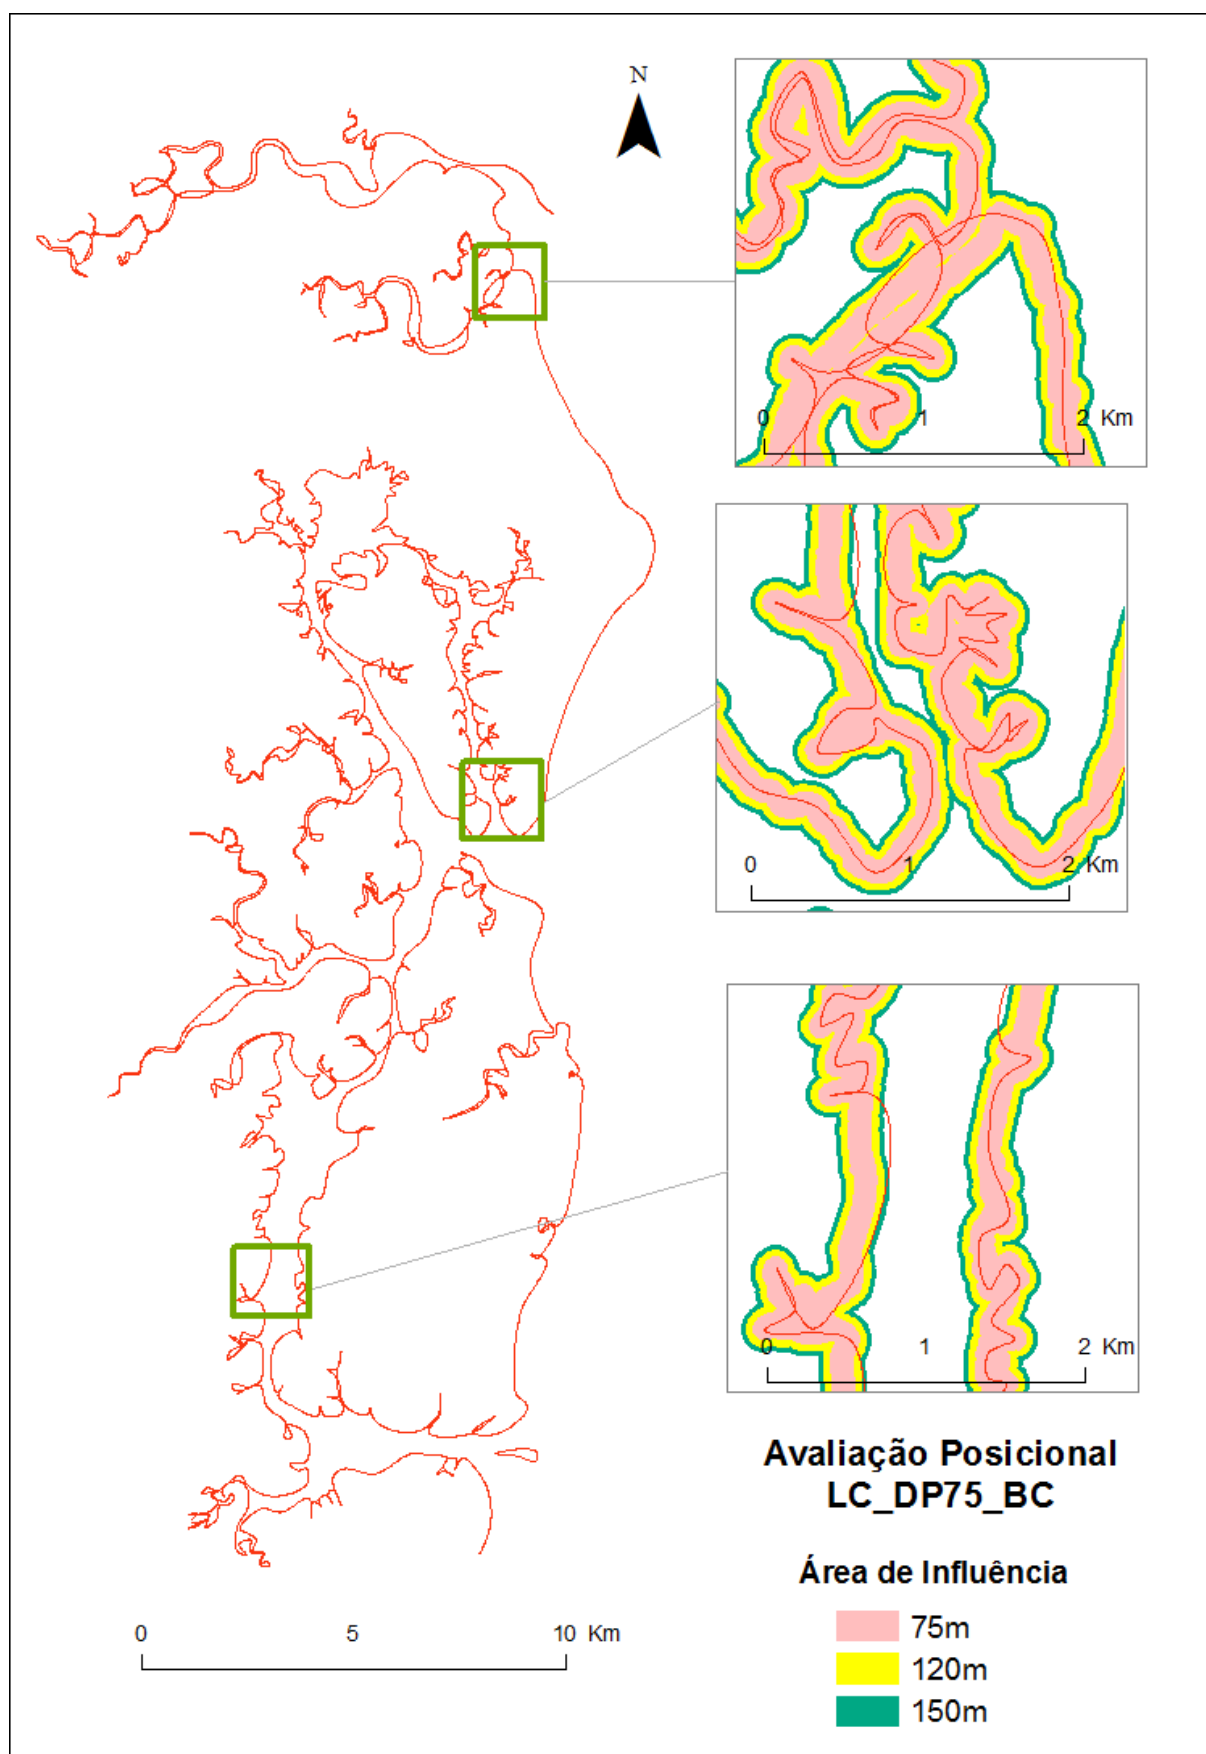 N
0 1 2 Km
0 1 2 Km
0 1 2 Km
Avaliação Posicional
LC_DP75_BC
Área de Influência
75m
120m
150m
0 5 10 Km